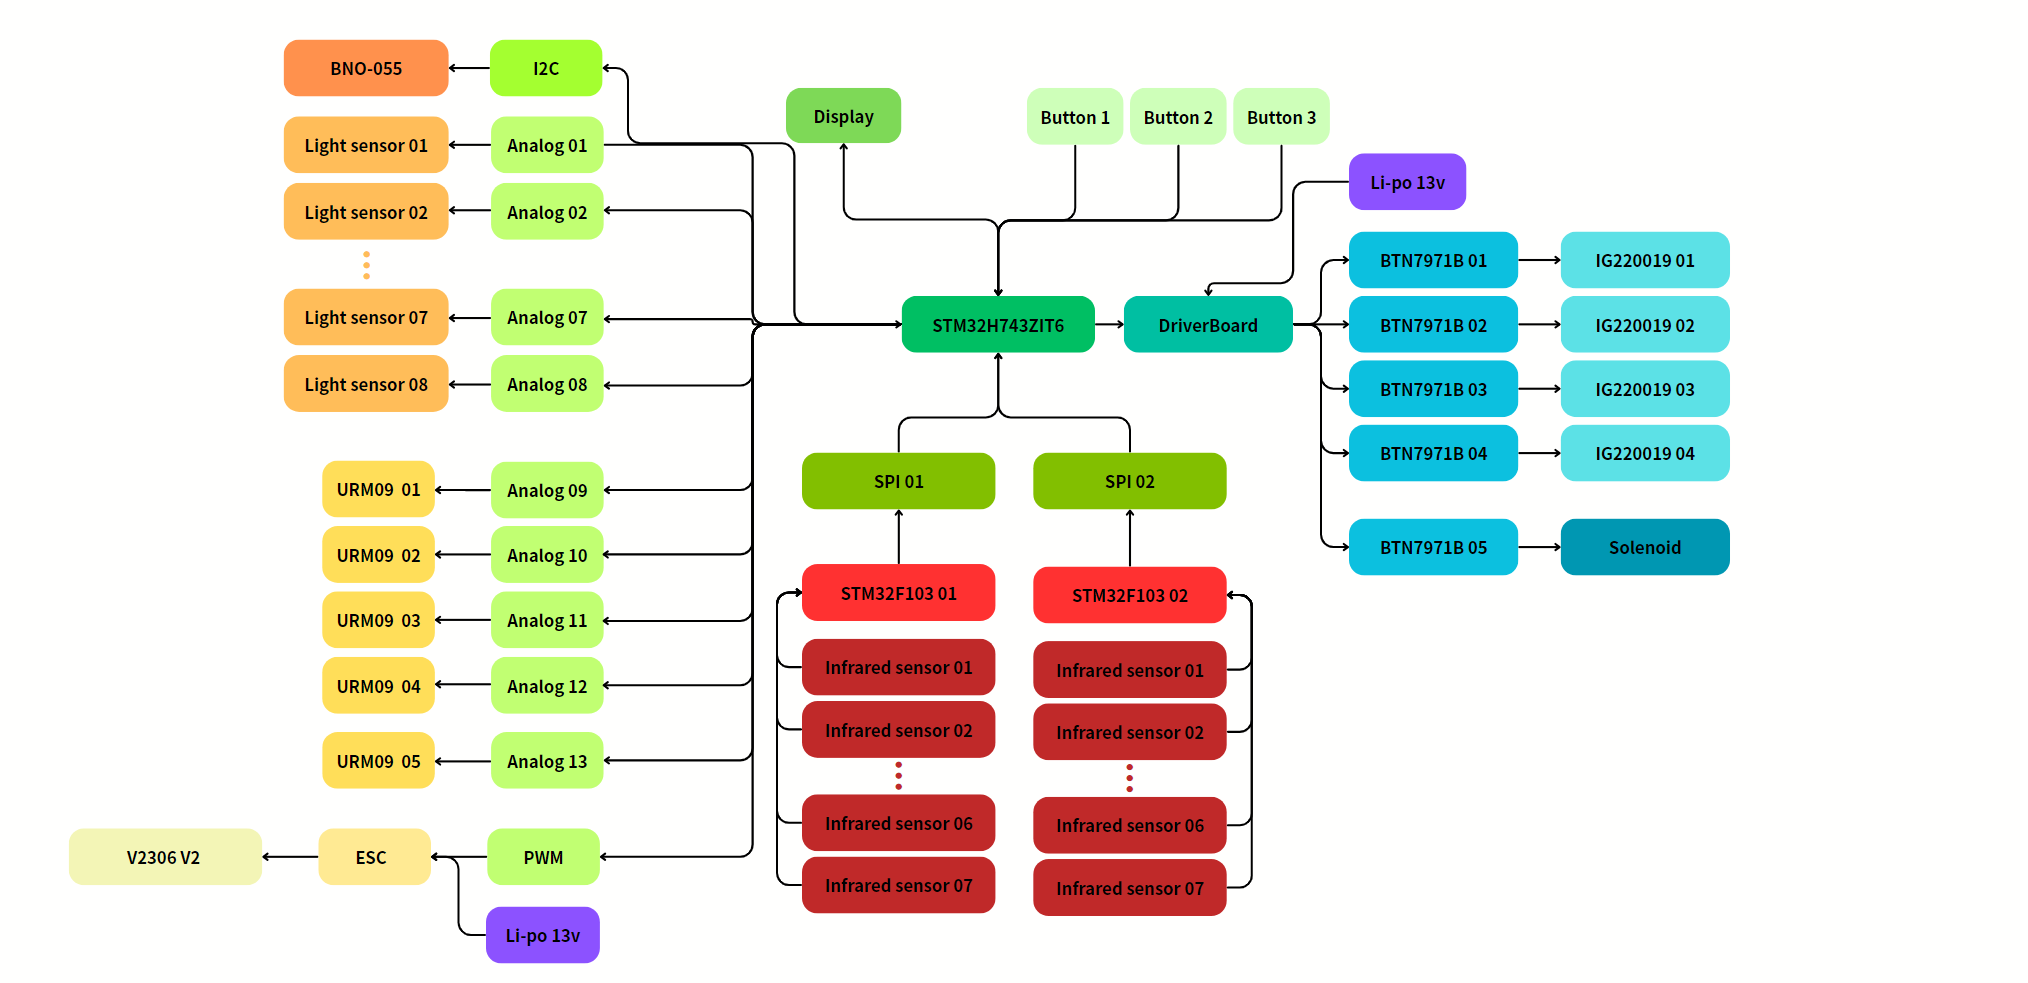 BNO-055
I2C
Light sensor 01
Analog 01
Light sensor 02
Analog 02
Light sensor 07
Analog 07
Light sensor 08
Analog 08
URM09 01
Analog 09
URM09 02
Analog 10
URM09 03
Analog 11
URM09 04
Analog 12
URM09 05
Analog 13
V2306 V2
ESC
PWM
Li-po 13v
Display
Button 1
Button 2
Button 3
STM32H743ZIT6
DriverBoard
Li-po 13v
SPI 01
SPI 02
STM32F103 01
Infrared sensor 01
Infrared sensor 02
Infrared sensor 06
Infrared sensor 07
STM32F103 02
Infrared sensor 01
Infrared sensor 02
Infrared sensor 06
Infrared sensor 07
BTN7971B 01
IG220019 01
BTN7971B 02
IG220019 02
BTN7971B 03
IG220019 03
BTN7971B 04
IG220019 04
BTN7971B 05
Solenoid